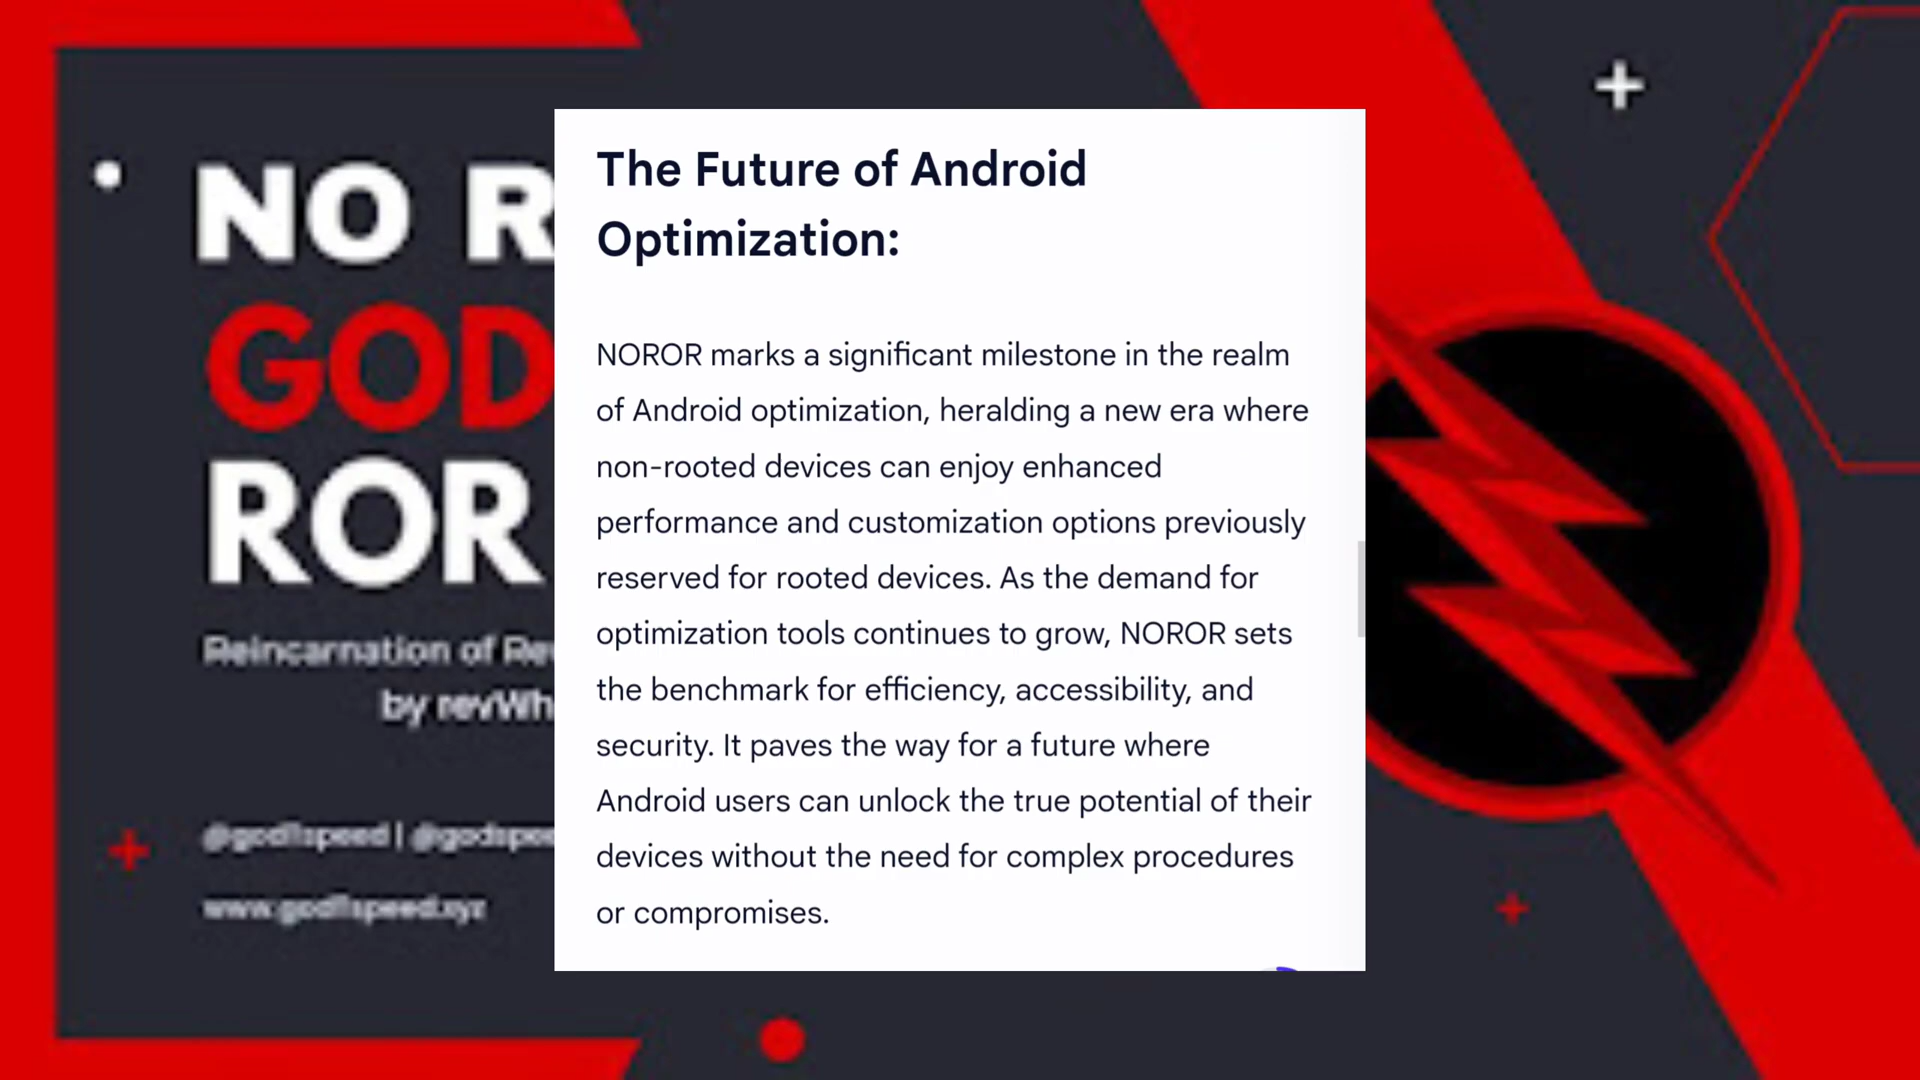 The Future of Android
Optimization:
NOROR marks a significant milestone in the realm
of Android optimization, heralding a new era where
non-rooted devices can enjoy enhanced
performance and customization options previously
reserved for rooted devices. As the demand for
optimization tools continues to grow, NOROR sets
the benchmark for efficiency, accessibility, and
security. It paves the way for a future where
Android users can unlock the true potential of their
devices without the need for complex procedures
or compromises.
NO R
GOD
ROR
Reincarnation of
by